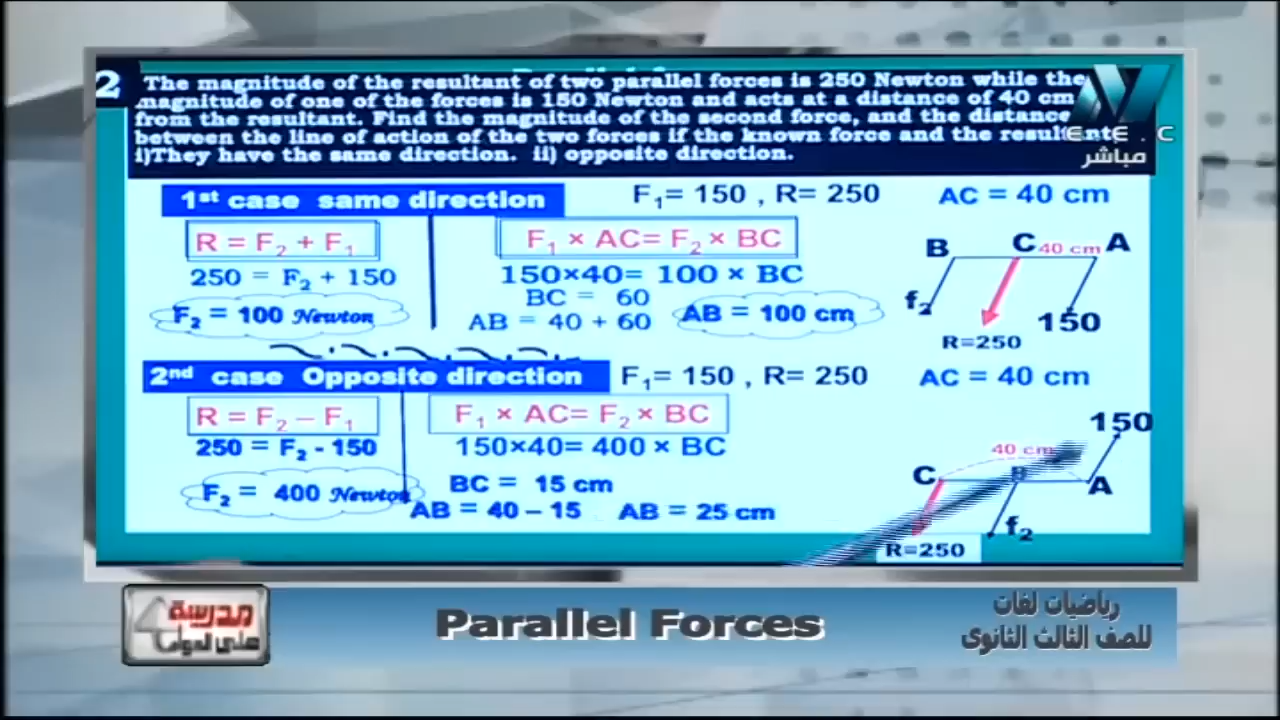 2 The magnitude of the resultant of two parallel forces is 250 Newton while the
magnitude of one of the forces is 150 Newton and acts at a distance of 40 cm
from the resultant. Find the magnitude of the second force, and the distance
between the line of action of the two forces if the known force and the resultant
i)They have the same direction. ii) opposite direction.
E T E . C
مباشر
1st case same direction
F₁= 150 , R= 250
AC = 40 cm
R = F₂ + F₁
F₁ × AC= F₂ × BC
250 = F₂ + 150
150×40= 100 × BC
F₂ = 100 Newton
BC = 60
AB = 40 + 60
AB = 100 cm
B C 40 cm A
f₂
150
R=250
2nd case Opposite direction
F₁= 150 , R= 250
AC = 40 cm
R = F₂ – F₁
F₁ × AC= F₂ × BC
250 = F₂ - 150
150×40= 400 × BC
F₂ = 400 Newton
BC = 15 cm
AB = 40 – 15 AB = 25 cm
150
40 cm
C B A
f₂
R=250
مدرسة
على الهواء
Parallel Forces
رياضيات لغات
للصف الثالث الثانوى